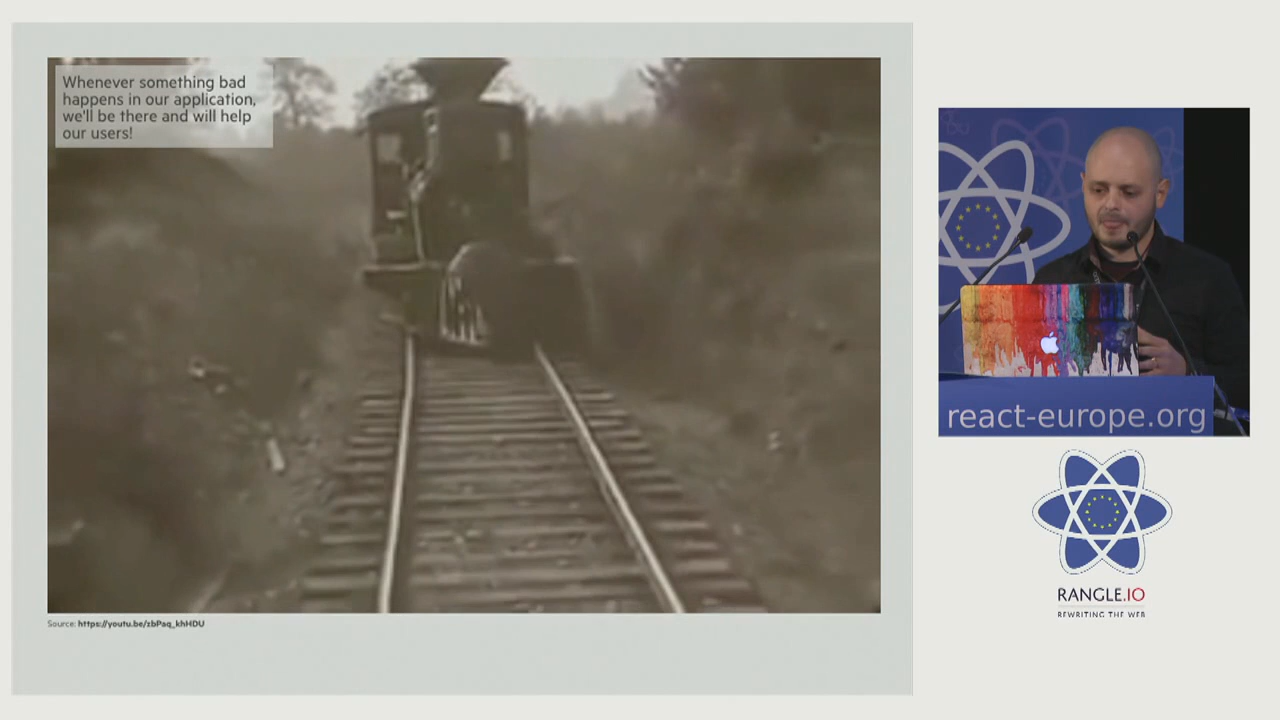 Whenever something bad
happens in our application,
we'll be there and will help
our users!
Source: https://youtu.be/zbPaq_khHDU
react-europe.org
RANGLE.IO
REWRITING THE WEB